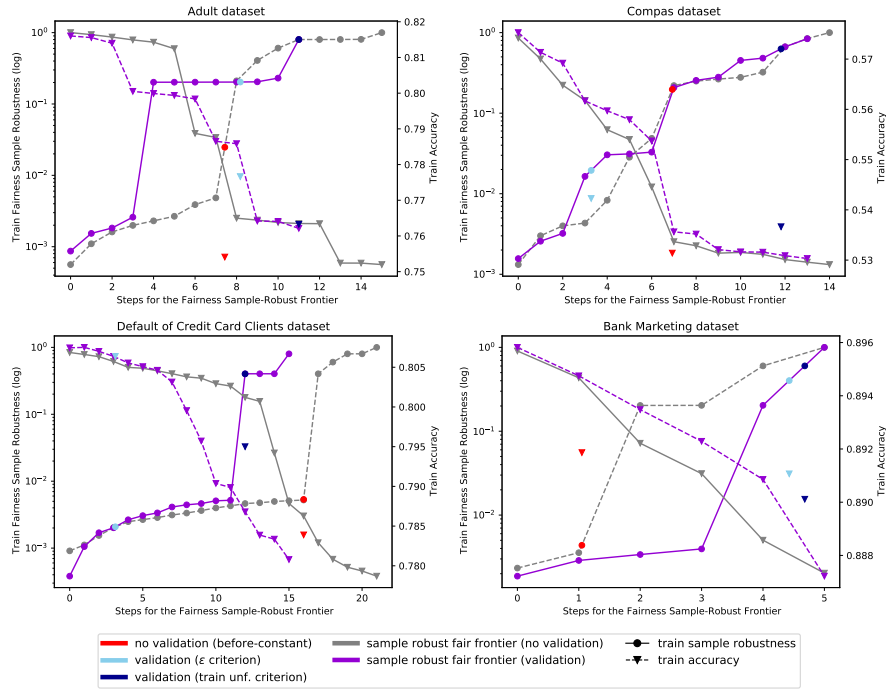 Adult dataset
10⁰
10⁻¹
10⁻²
10⁻³
Train Fairness Sample Robustness (log)
0.82
0.81
0.80
0.79
0.78
0.77
0.76
0.75
Train Accuracy
0 2 4 6 8 10 12 14
Steps for the Fairness Sample-Robust Frontier
Compas dataset
10⁰
10⁻¹
10⁻²
10⁻³
Train Fairness Sample Robustness (log)
0.57
0.56
0.55
0.54
0.53
Train Accuracy
0 2 4 6 8 10 12 14
Steps for the Fairness Sample-Robust Frontier
Default of Credit Card Clients dataset
10⁰
10⁻¹
10⁻²
10⁻³
Train Fairness Sample Robustness (log)
0.805
0.800
0.795
0.790
0.785
0.780
Train Accuracy
0 5 10 15 20
Steps for the Fairness Sample-Robust Frontier
Bank Marketing dataset
10⁰
10⁻¹
10⁻²
Train Fairness Sample Robustness (log)
0.896
0.894
0.892
0.890
0.888
Train Accuracy
0 1 2 3 4 5
Steps for the Fairness Sample-Robust Frontier
no validation (before-constant)
validation (ε criterion)
validation (train unf. criterion)
sample robust fair frontier (no validation)
sample robust fair frontier (validation)
train sample robustness
train accuracy